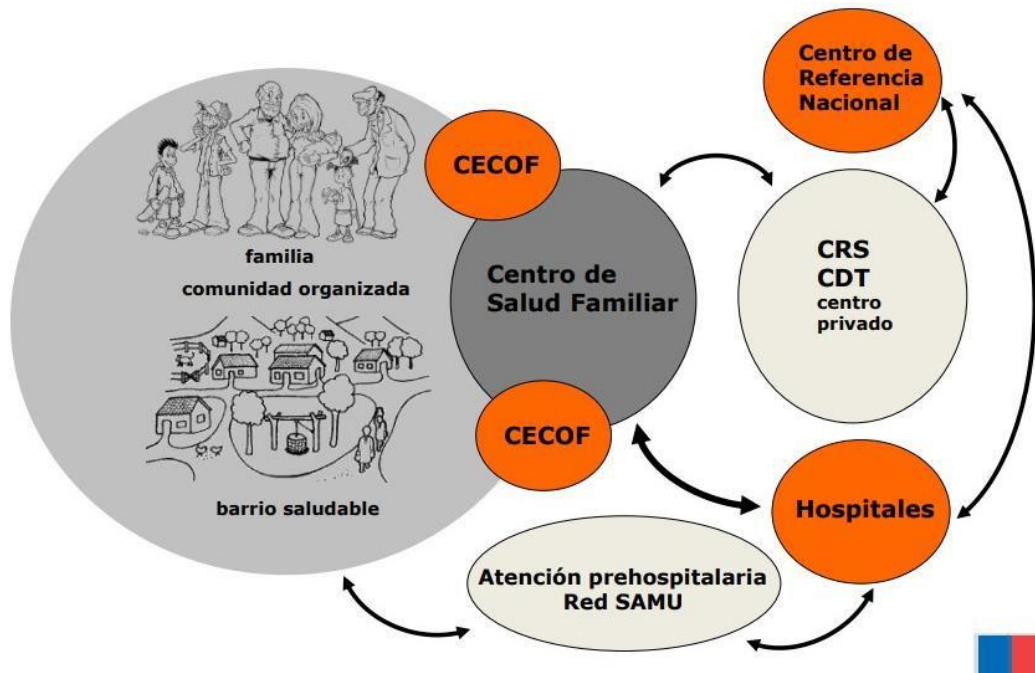 familia
comunidad organizada
barrio saludable
CECOF
Centro de
Salud Familiar
CECOF
Centro de
Referencia
Nacional
CRS
CDT
centro
privado
Hospitales
Atención prehospitalaria
Red SAMU